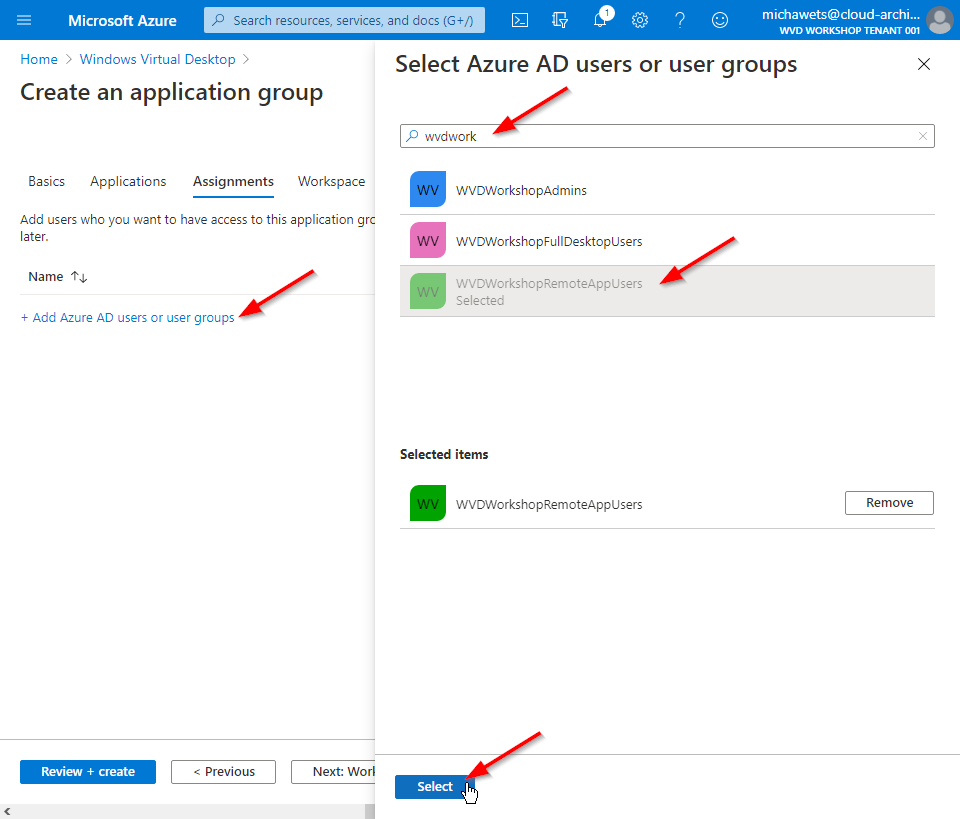 Microsoft Azure
Search resources, services, and docs (G+/)
1
michawets@cloud-archi...
WVD WORKSHOP TENANT 001
Home > Windows Virtual Desktop >
Create an application group
Basics Applications Assignments Workspace
Add users who you want to have access to this application gro
later.
Name ↑↓
+ Add Azure AD users or user groups
Review + create
< Previous
Next: Work
Select Azure AD users or user groups
wvdwork
WV WVDWorkshopAdmins
WV WVDWorkshopFullDesktopUsers
WV WVDWorkshopRemoteAppUsers
Selected
Selected items
WV WVDWorkshopRemoteAppUsers
Remove
Select